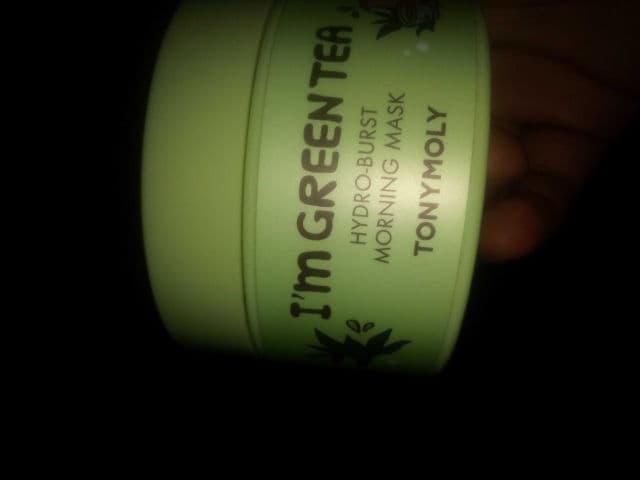 I'm GREEN TEA
HYDRO-BURST
MORNING MASK
TONYMOLY